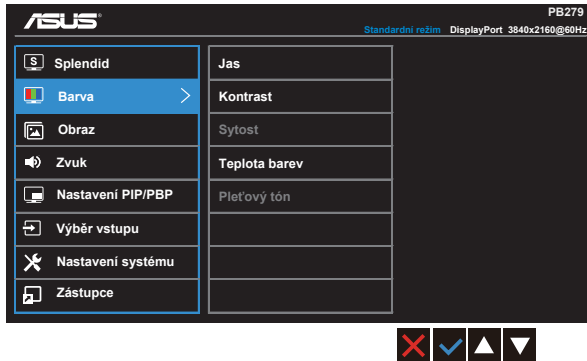 ASUS
PB279
Standardní režim DisplayPort 3840x2160@60Hz
S Splendid
Barva
Obraz
Zvuk
Nastavení PIP/PBP
Výběr vstupu
Nastavení systému
Zástupce
Jas
Kontrast
Sytost
Teplota barev
Pleťový tón